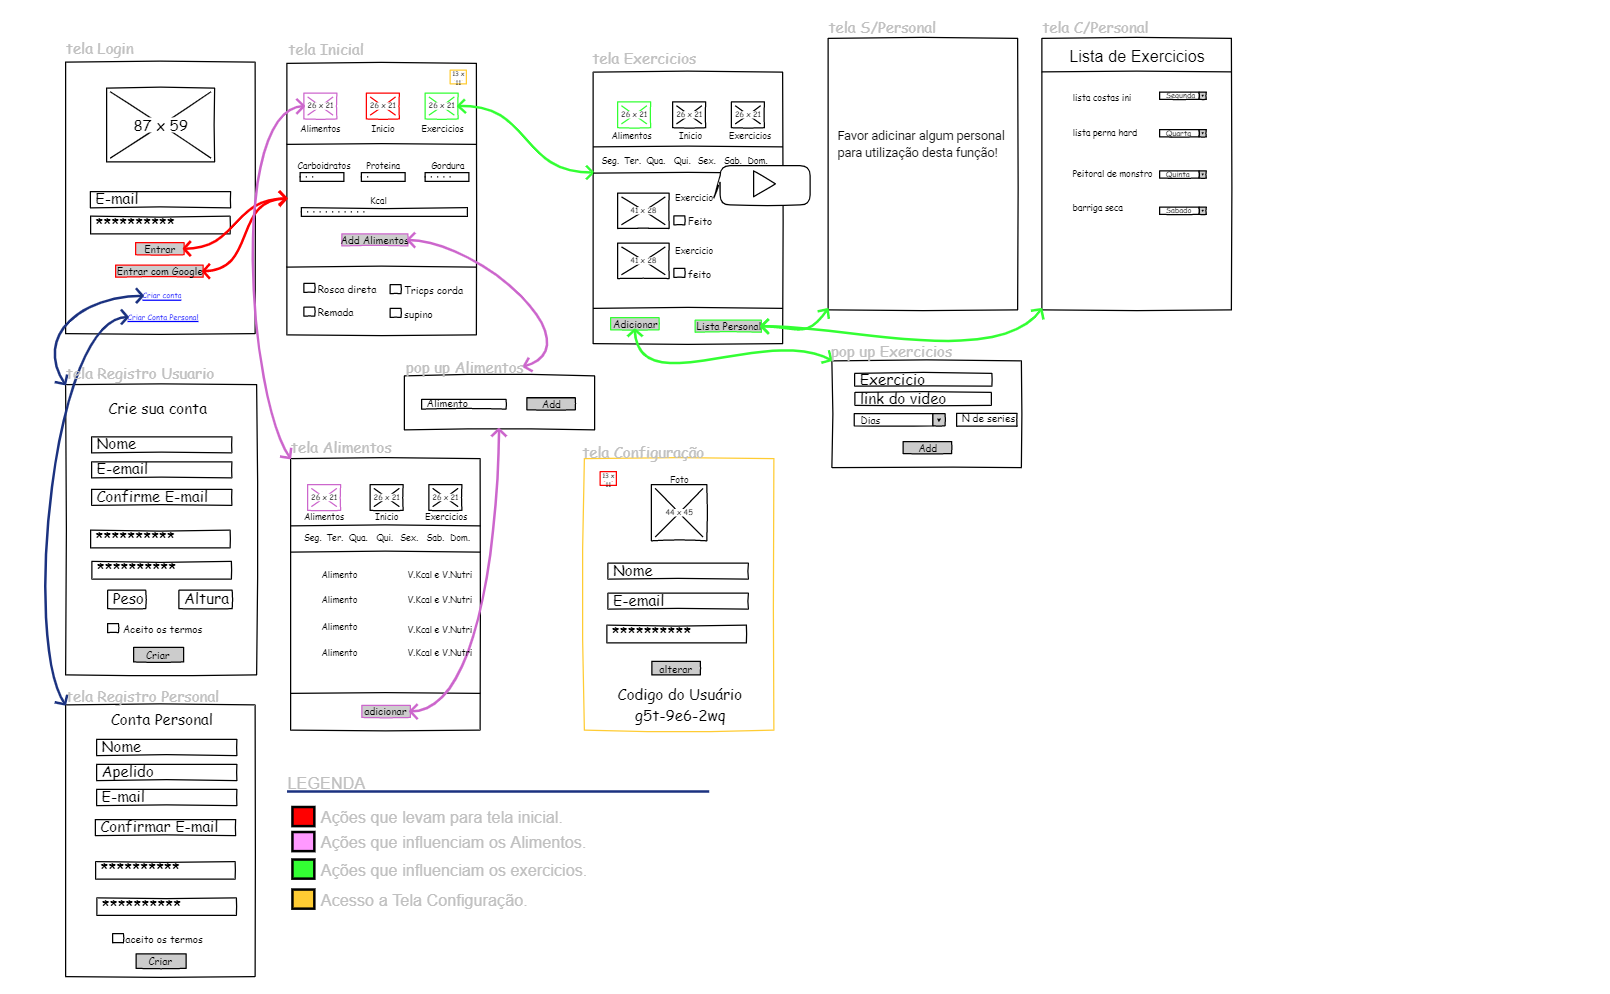 tela Login
87 x 59
E-mail
**********
Entrar
Entrar com Google
Criar conta
Criar Conta Personal
tela Inicial
13 x 11
26 x 21
26 x 21
26 x 21
Alimentos
Inicio
Exercicios
Carboidratos
Proteina
Gordura
Kcal
Add Alimentos
Rosca direta
Tricps corda
Remada
supino
tela Exercicios
26 x 21
26 x 21
26 x 21
Alimentos
Inicio
Exercicios
Seg. Ter. Qua. Qui. Sex. Sab. Dom.
41 x 28
Exercicio
Feito
41 x 28
Exercicio
feito
Adicionar
Lista Personal
tela S/Personal
Favor adicinar algum personal
para utilização desta função!
tela C/Personal
Lista de Exercicios
lista costas ini
Segunda
lista perna hard
Quarta
Peitoral de monstro
Quinta
barriga seca
Sabado
pop up Exercicios
Exercicio
link do video
Dias
N de series
Add
pop up Alimentos
Alimento
Add
tela Registro Usuario
Crie sua conta
Nome
E-email
Confirme E-mail
**********
**********
Peso
Altura
Aceito os termos
Criar
tela Alimentos
26 x 21
26 x 21
26 x 21
Alimentos
Inicio
Exercicios
Seg. Ter. Qua. Qui. Sex. Sab. Dom.
Alimento
V.Kcal e V.Nutri
Alimento
V.Kcal e V.Nutri
Alimento
V.Kcal e V.Nutri
Alimento
V.Kcal e V.Nutri
adicionar
tela Configuração
13 x 11
Foto
44 x 45
Nome
E-email
**********
alterar
Codigo do Usuário
g5t-9e6-2wq
tela Registro Personal
Conta Personal
Nome
Apelido
E-mail
Confirmar E-mail
**********
**********
aceito os termos
Criar
LEGENDA
Ações que levam para tela inicial.
Ações que influenciam os Alimentos.
Ações que influenciam os exercicios.
Acesso a Tela Configuração.